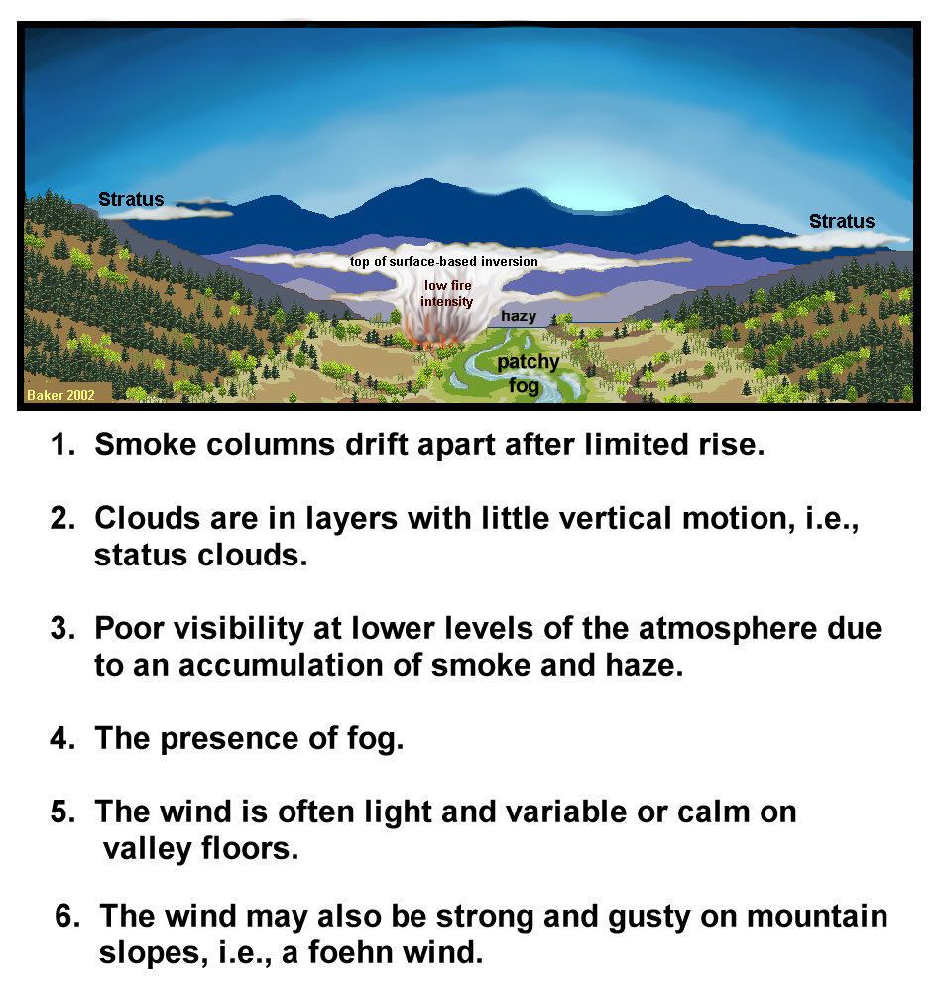 Stratus
Stratus
top of surface-based inversion
low fire
intensity
hazy
patchy
fog
Baker 2002
1. Smoke columns drift apart after limited rise.
2. Clouds are in layers with little vertical motion, i.e.,
status clouds.
3. Poor visibility at lower levels of the atmosphere due
to an accumulation of smoke and haze.
4. The presence of fog.
5. The wind is often light and variable or calm on
valley floors.
6. The wind may also be strong and gusty on mountain
slopes, i.e., a foehn wind.